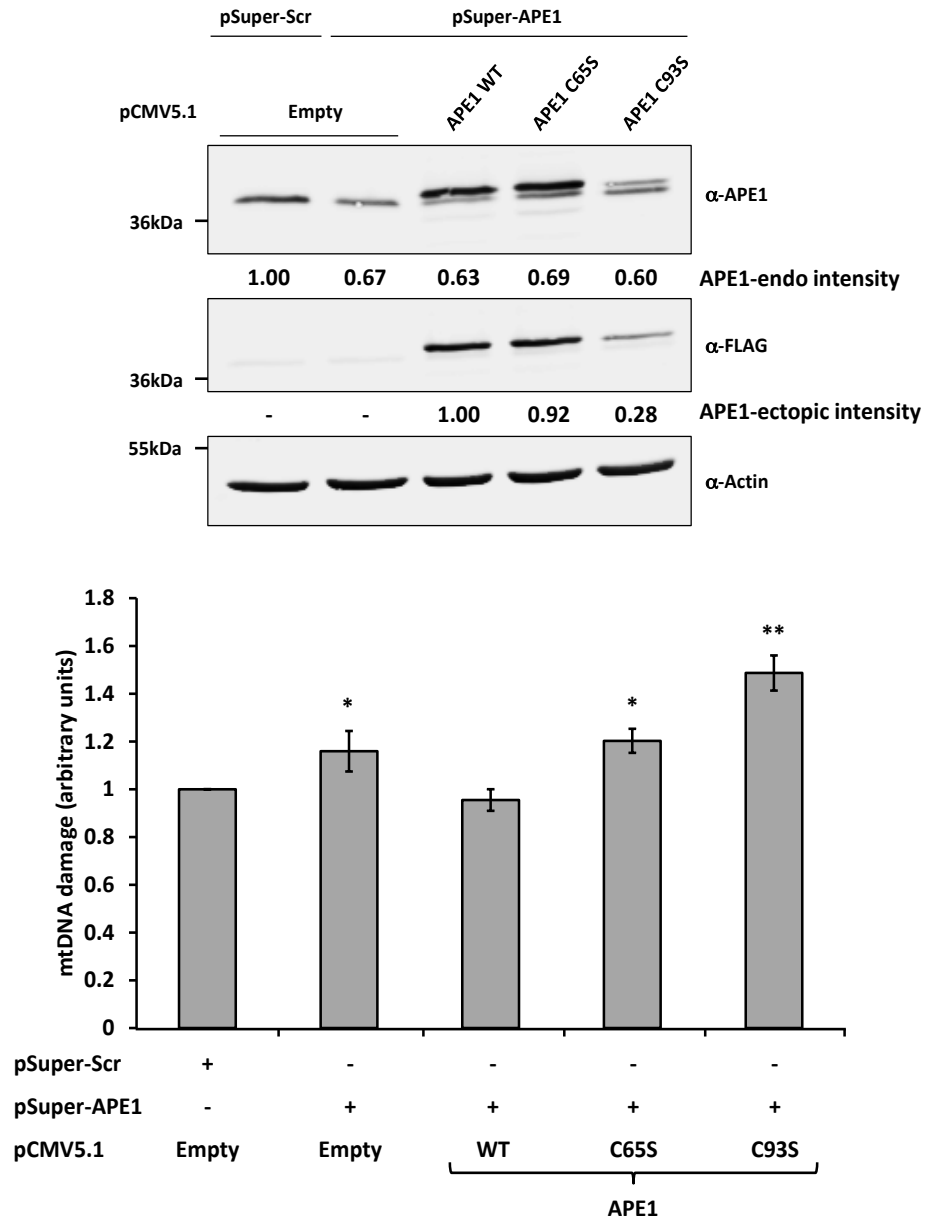 pSuper-Scr pSuper-APE1
pCMV5.1 Empty APE1 WT APE1 C65S APE1 C93S
36kDa α-APE1
1.00 0.67 0.63 0.69 0.60 APE1-endo intensity
36kDa α-FLAG
- - 1.00 0.92 0.28 APE1-ectopic intensity
55kDa α-Actin
mtDNA damage (arbitrary units)
1.8
1.6
1.4
1.2
1
0.8
0.6
0.4
0.2
0
* * **
pSuper-Scr + - - - -
pSuper-APE1 - + + + +
pCMV5.1 Empty Empty WT C65S C93S
APE1